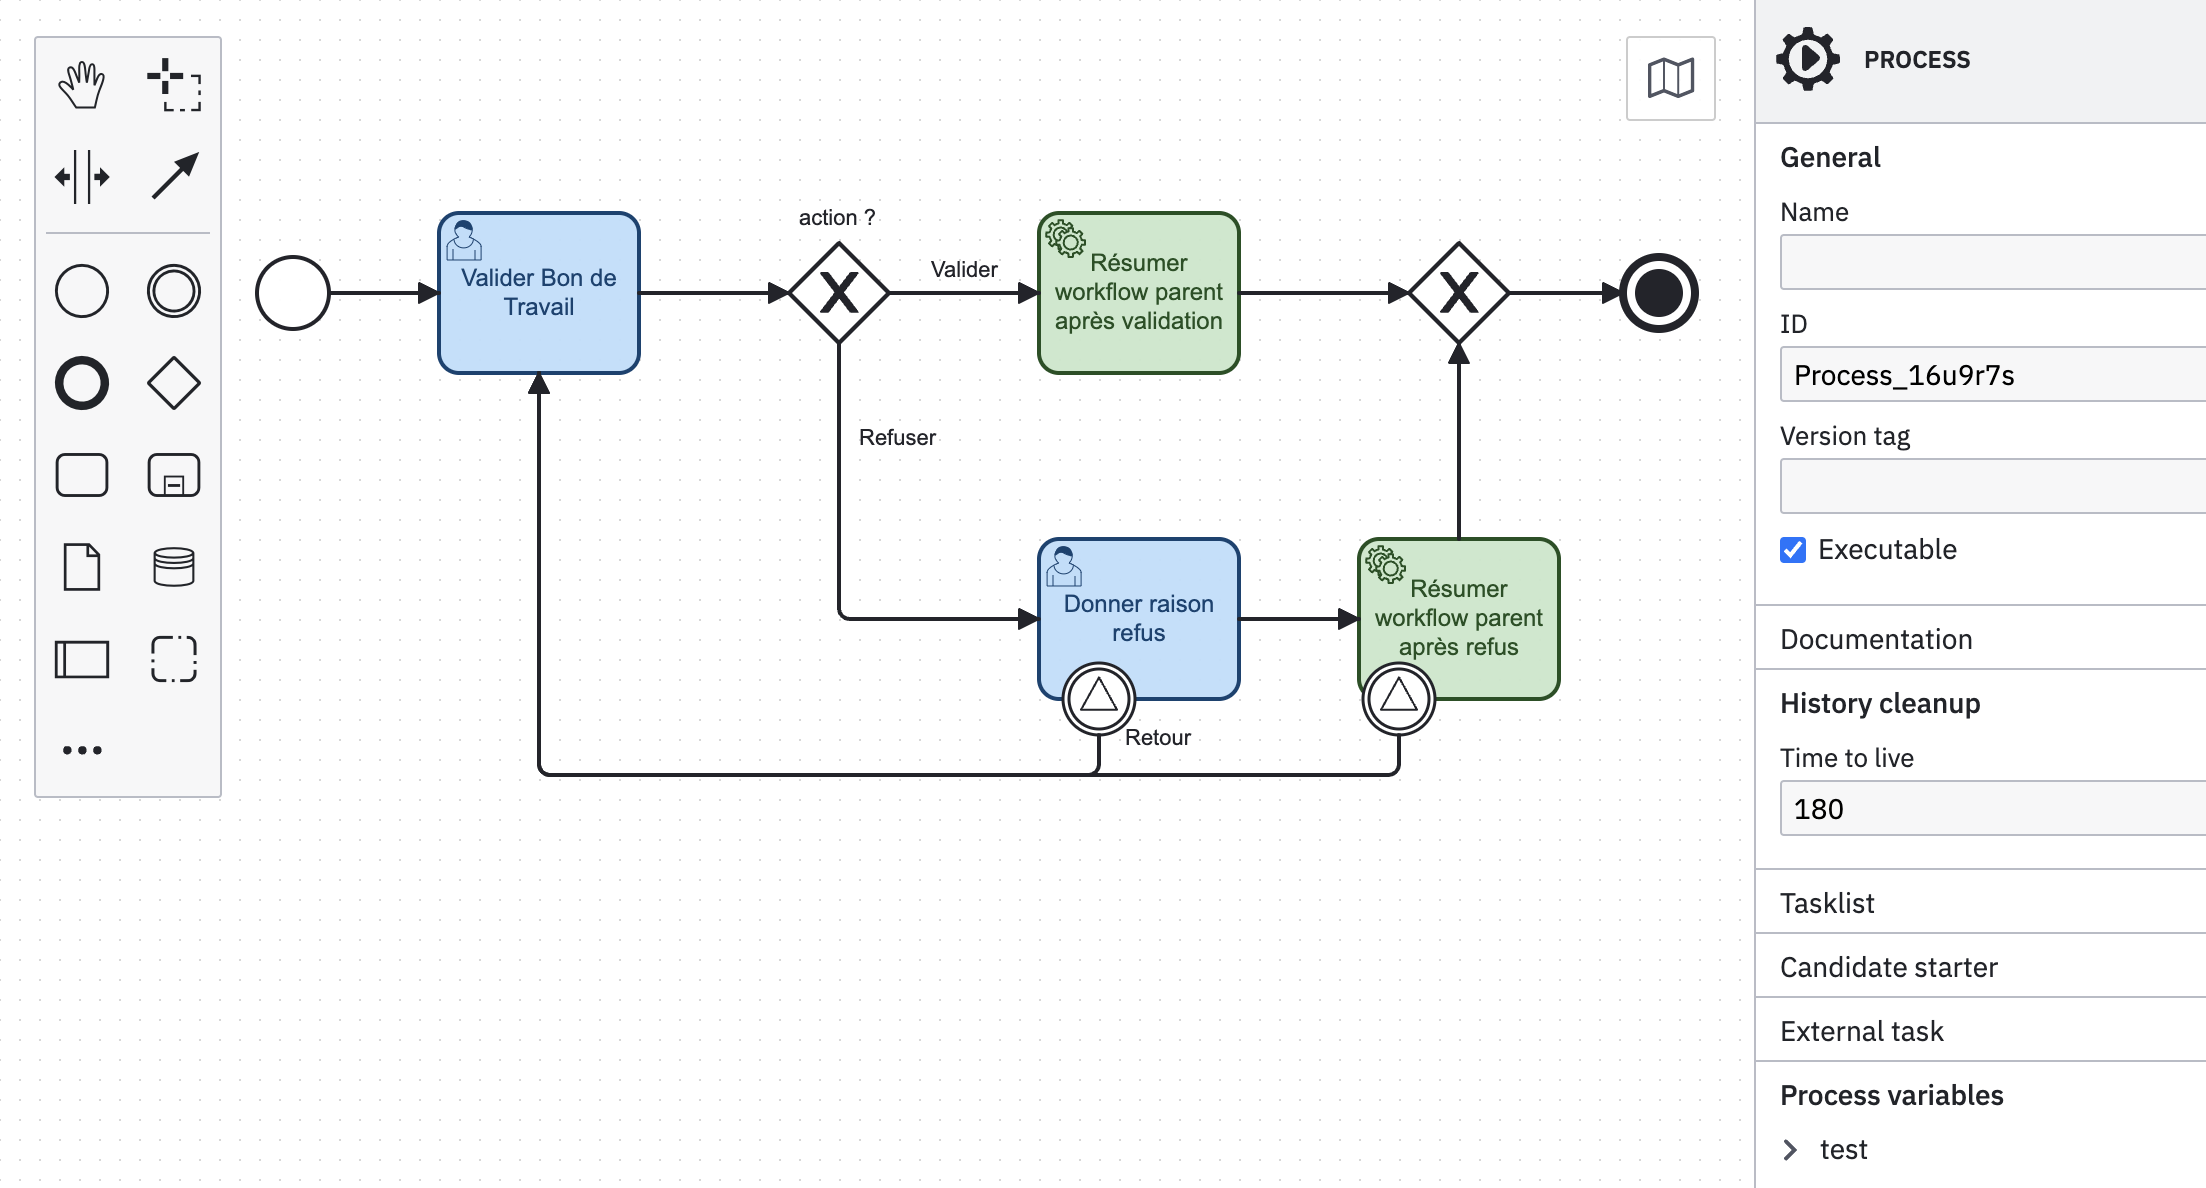 action ?
Valider Bon de
Travail
Valider
Résumer
workflow parent
après validation
Refuser
Donner raison
refus
Résumer
workflow parent
après refus
Retour
PROCESS
General
Name
ID
Process_16u9r7s
Version tag
Executable
Documentation
History cleanup
Time to live
180
Tasklist
Candidate starter
External task
Process variables
test